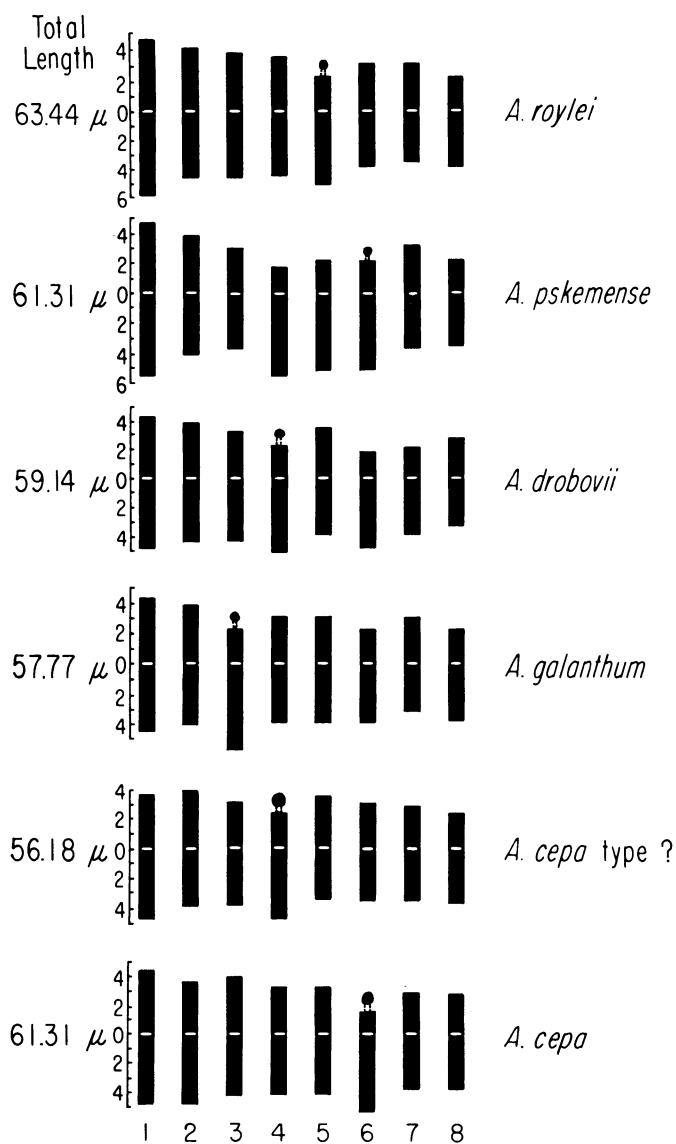 Total
Length
4
2
63.44 μ 0 A. roylei
2
4
6
4
2
61.31 μ 0 A. pskemense
2
4
6
4
2
59.14 μ 0 A. drobovii
2
4
4
2
57.77 μ 0 A. galanthum
2
4
4
2
56.18 μ 0 A. cepa type ?
2
4
4
2
61.31 μ 0 A. cepa
2
4
1 2 3 4 5 6 7 8